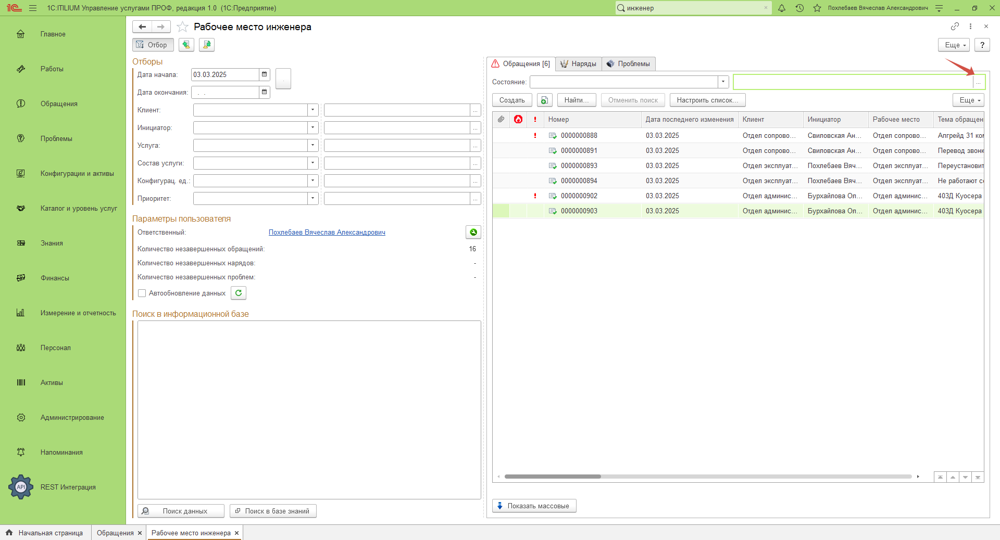 1С:ITILIUM Управление услугами ПРОФ, редакция 1.0 (1С:Предприятие)
инженер
Похлебаев Вячеслав Александрович
Главное
Работы
Обращения
Проблемы
Конфигурации и активы
Каталог и уровень услуг
Знания
Финансы
Измерение и отчетность
Персонал
Активы
Администрирование
Напоминания
API
REST Интеграция
Рабочее место инженера
Отбор
Еще
?
Отборы
Дата начала: 03.03.2025
Дата окончания: . .
Клиент: ...
Инициатор: ...
Услуга: ...
Состав услуги: ...
Конфигурац. ед.: ...
Приоритет: ...
Параметры пользователя
Ответственный: Похлебаев Вячеслав Александрович
Количество незавершенных обращений: 16
Количество незавершенных нарядов: -
Количество незавершенных проблем: -
Автообновление данных
Поиск в информационной базе
Поиск данных
Поиск в базе знаний
Обращения [6] Наряды Проблемы
Состояние: ...
Создать Найти... Отменить поиск Настроить список... Еще
Номер Дата последнего изменения Клиент Инициатор Рабочее место Тема обращен
0000000888 03.03.2025 Отдел сопрово... Свиловская Ан... Отдел сопрово... Апгрейд 31 ком
0000000891 03.03.2025 Отдел сопрово... Свиловская Ан... Отдел сопрово... Перевод звонк
0000000893 03.03.2025 Отдел эксплуат... Похлебаев Вяч... Отдел эксплуат... Переустановит
0000000894 03.03.2025 Отдел эксплуат... Похлебаев Вяч... Отдел эксплуат... Не работают се
0000000902 03.03.2025 Отдел админис... Бурхайлова Ол... Отдел админис... 403Д Куосера
0000000903 03.03.2025 Отдел админис... Бурхайлова Ол... Отдел админис... 403Д Куосера
Показать массовые
Начальная страница Обращения Рабочее место инженера